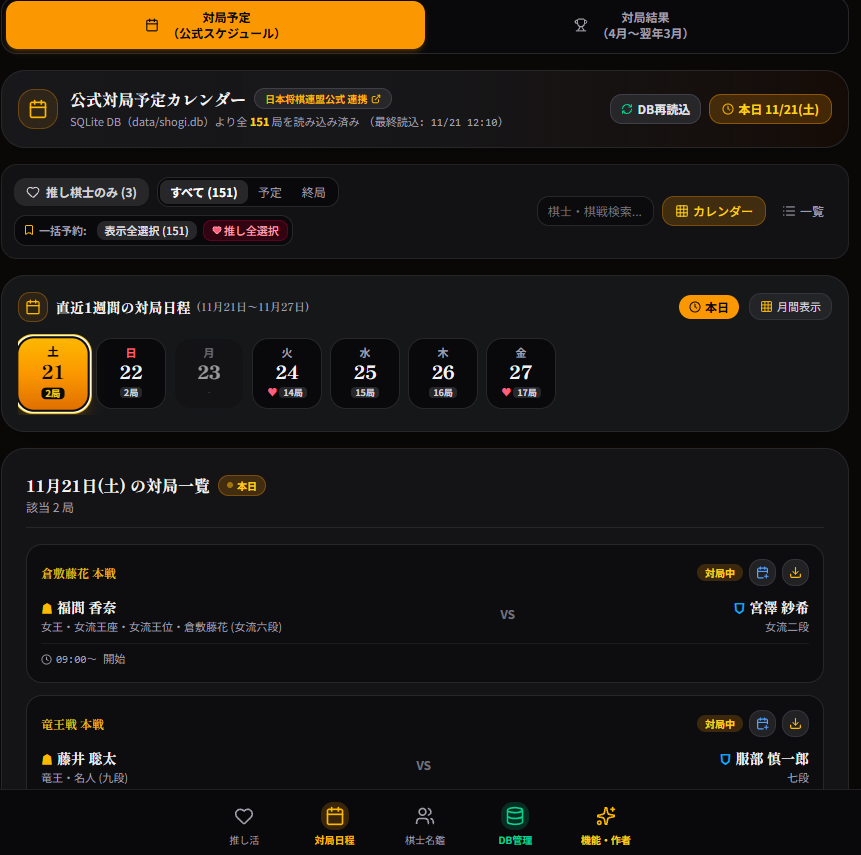 対局予定
（公式スケジュール）
対局結果
（4月〜翌年3月）
公式対局予定カレンダー 日本将棋連盟公式 連携
SQLite DB（data/shogi.db）より全 151 局を読み込み済み （最終読込: 11/21 12:10）
DB再読込
本日 11/21(土)
推し棋士のみ (3) すべて (151) 予定 終局
一括予約: 表示全選択 (151) 推し全選択
棋士・棋戦検索... カレンダー 一覧
直近1週間の対局日程 (11月21日〜11月27日) 本日 月間表示
土 日 月 火 水 木 金
21 22 23 24 25 26 27
2局 2局 - 14局 15局 16局 17局
11月21日(土) の対局一覧 本日
該当 2 局
倉敷藤花 本戦 対局中
福間 香奈 VS 宮澤 紗希
女王・女流王座・女流王位・倉敷藤花 (女流六段) 女流二段
09:00〜 開始
竜王戦 本戦 対局中
藤井 聡太 VS 服部 慎一郎
竜王・名人 (九段) 七段
推し活 対局日程 棋士名鑑 DB管理 機能・作者